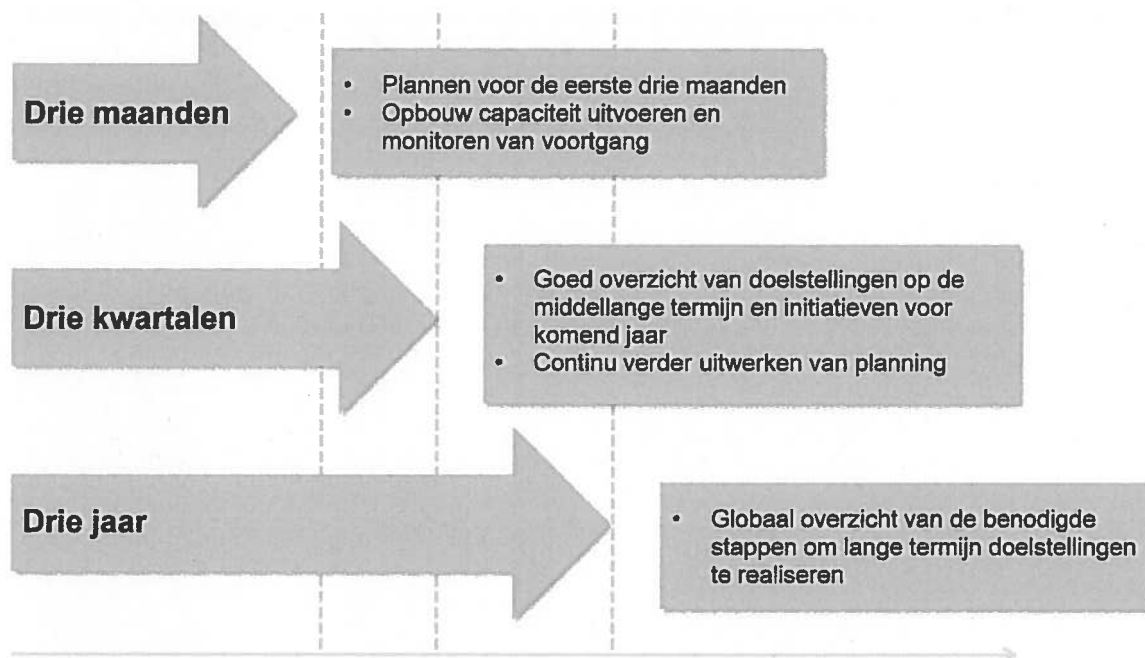 Drie maanden
• Plannen voor de eerste drie maanden
• Opbouw capaciteit uitvoeren en
monitoren van voortgang
Drie kwartalen
• Goed overzicht van doelstellingen op de
middellange termijn en initiatieven voor
komend jaar
• Continu verder uitwerken van planning
Drie jaar
• Globaal overzicht van de benodigde
stappen om lange termijn doelstellingen
te realiseren